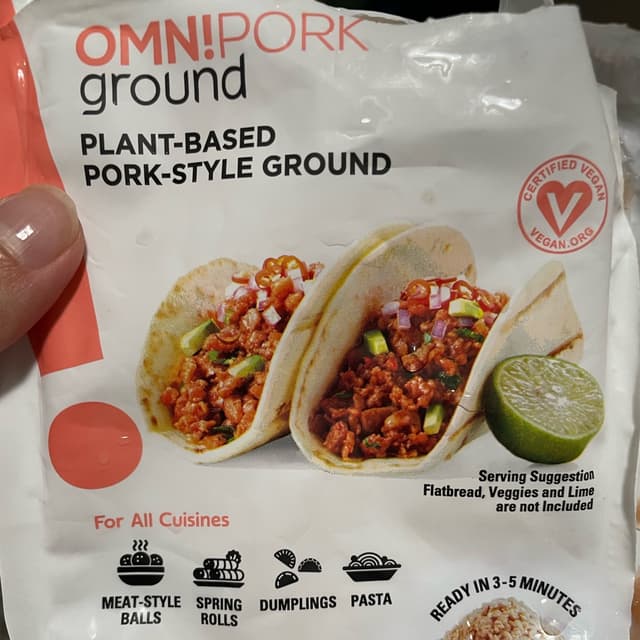 OMN!PORK
ground
PLANT-BASED
PORK-STYLE GROUND
CERTIFIED VEGAN
VEGAN.ORG
Serving Suggestion
Flatbread, Veggies and Lime
are not Included
For All Cuisines
MEAT-STYLE
BALLS
SPRING
ROLLS
DUMPLINGS
PASTA
READY IN 3-5 MINUTES